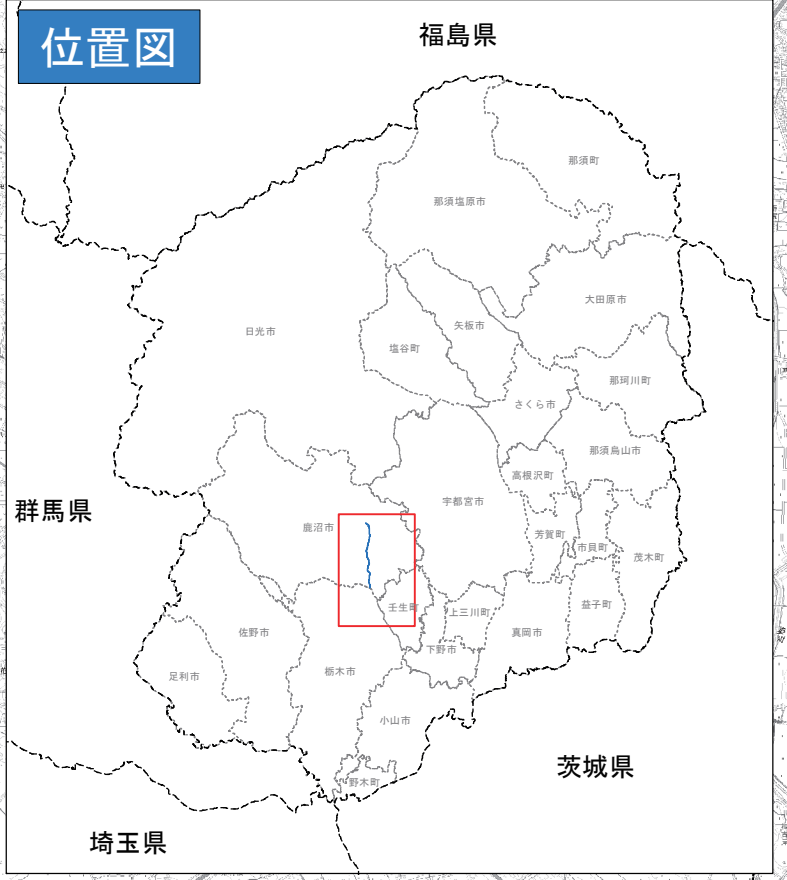 位置図
福島県
那須町
那須塩原市
大田原市
日光市
矢板市
塩谷町
那珂川町
さくら市
那須烏山市
高根沢町
宇都宮市
群馬県
鹿沼市
芳賀町
市貝町
茂木町
壬生町
上三川町
益子町
佐野市
真岡市
下野市
栃木市
足利市
小山市
茨城県
野木町
埼玉県